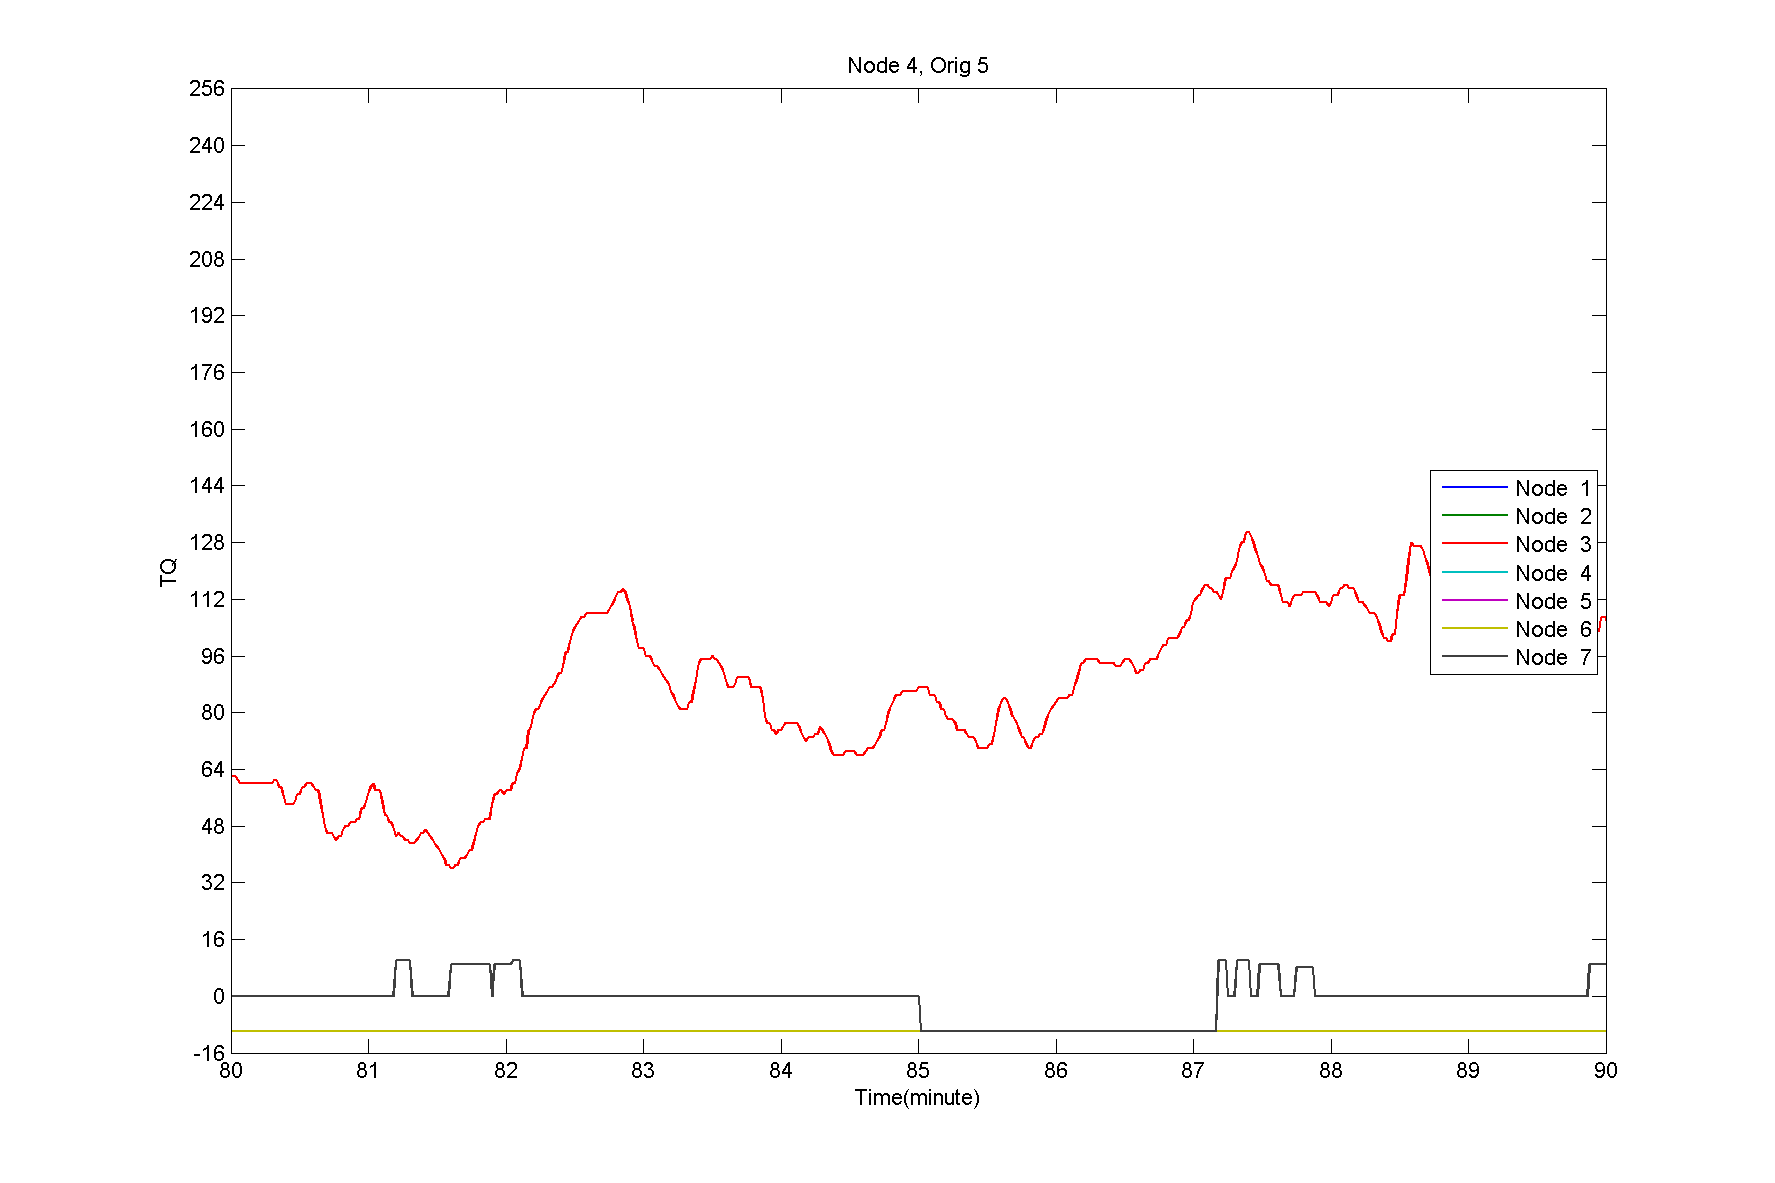 Node 4, Orig 5
256
240
224
208
192
176
160
144
128
112
96
80
64
48
32
16
0
-16
TQ
80 81 82 83 84 85 86 87 88 89 90
Time(minute)
Node 1
Node 2
Node 3
Node 4
Node 5
Node 6
Node 7